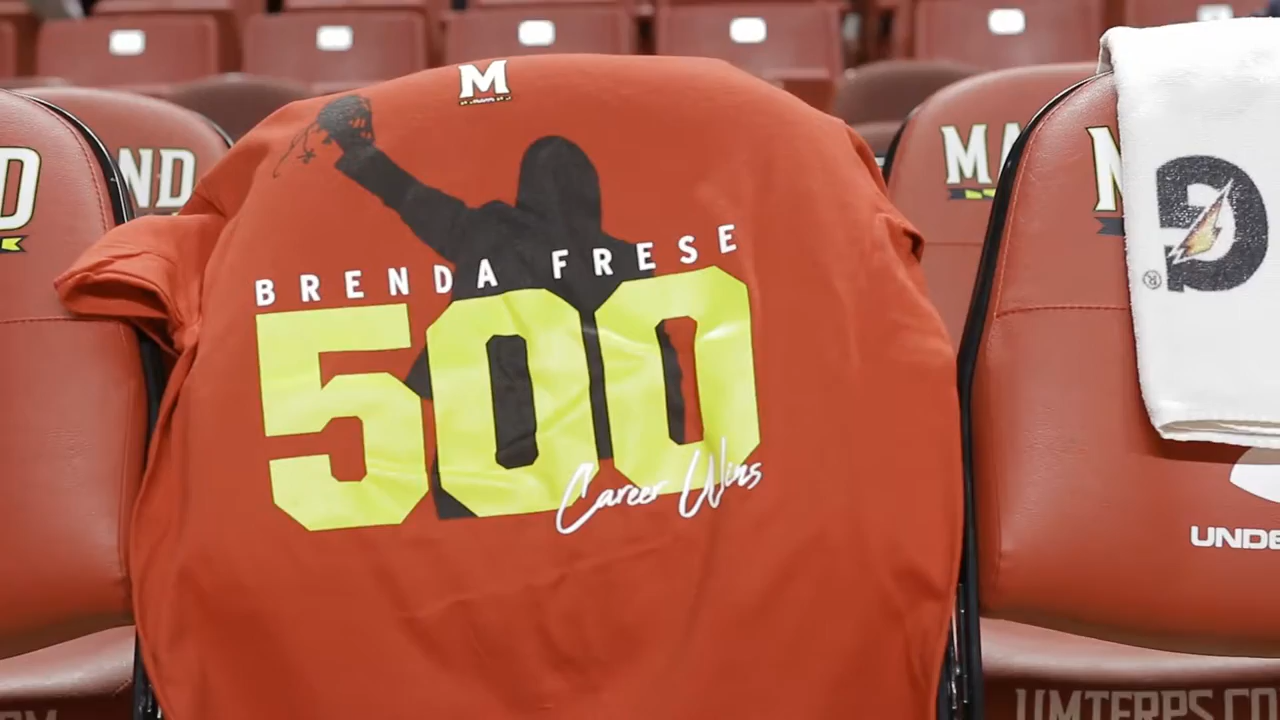 M
D
ND
MA
BRENDA FRESE
500
Career Wins
G
®
UNDE
UMTERPS.CO